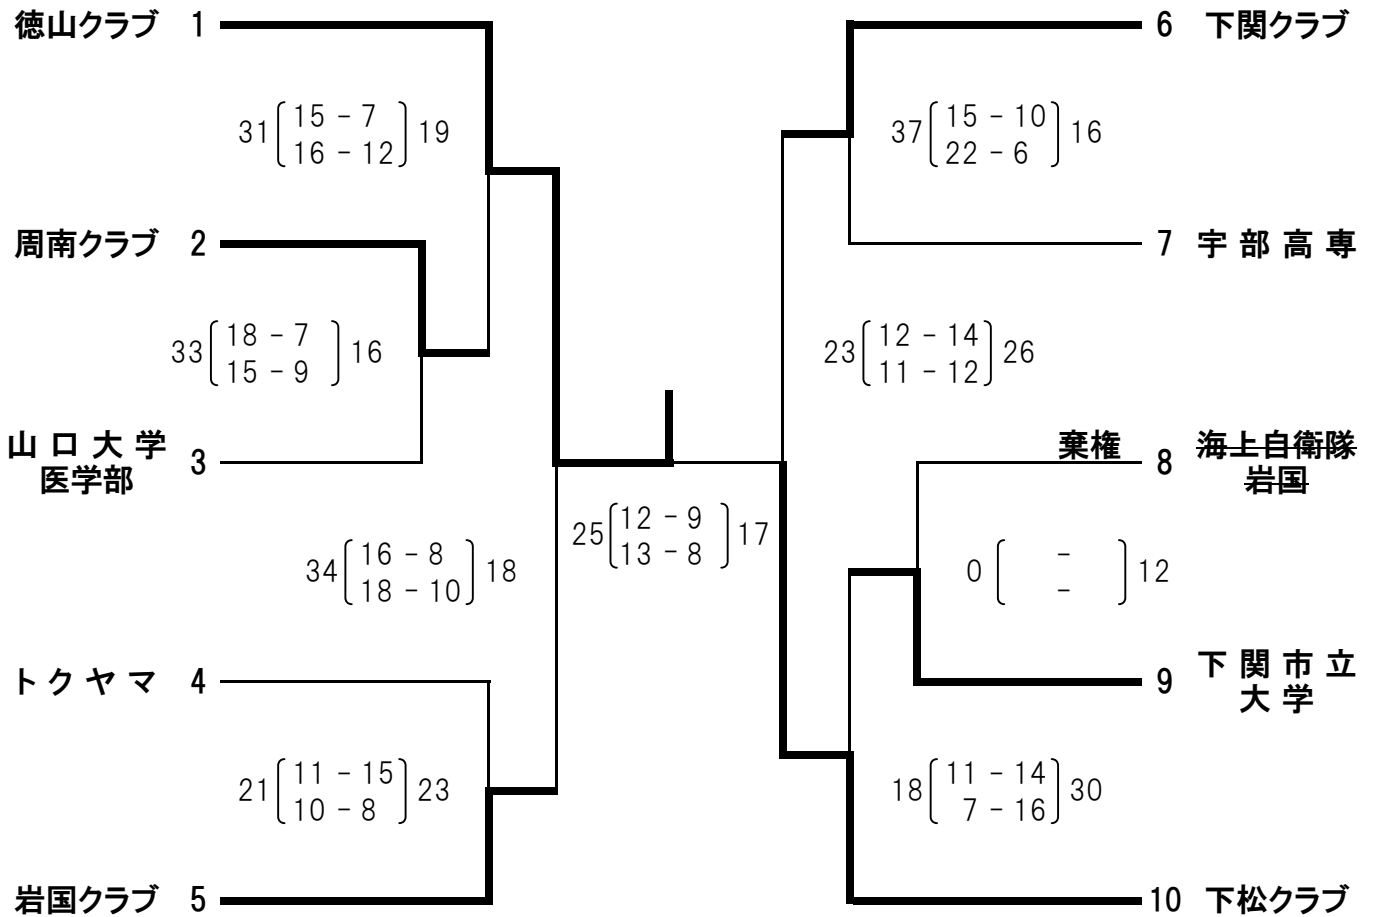 徳山クラブ 1
6 下関クラブ
31 15 - 7 19
16 - 12
37 15 - 10 16
22 - 6
周南クラブ 2
7 宇部高専
33 18 - 7 16
15 - 9
23 12 - 14 26
11 - 12
山口大学
医学部 3
棄権 8 海上自衛隊
岩国
25 12 - 9 17
13 - 8
34 16 - 8 18
18 - 10
0 - 12
-
トクヤマ 4
9 下関市立
大学
21 11 - 15 23
10 - 8
18 11 - 14 30
7 - 16
岩国クラブ 5
10 下松クラブ